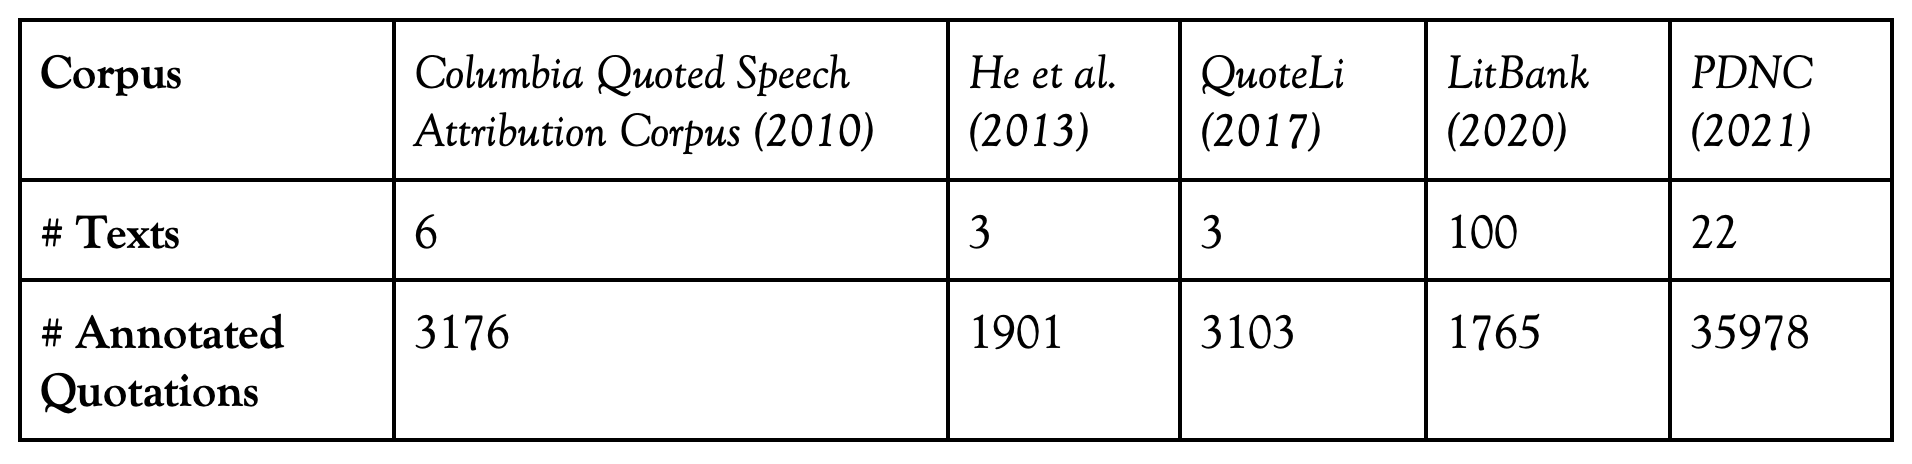 Corpus
Columbia Quoted Speech
Attribution Corpus (2010)
He et al.
(2013)
QuoteLi
(2017)
LitBank
(2020)
PDNC
(2021)
# Texts
6
3
3
100
22
# Annotated
Quotations
3176
1901
3103
1765
35978